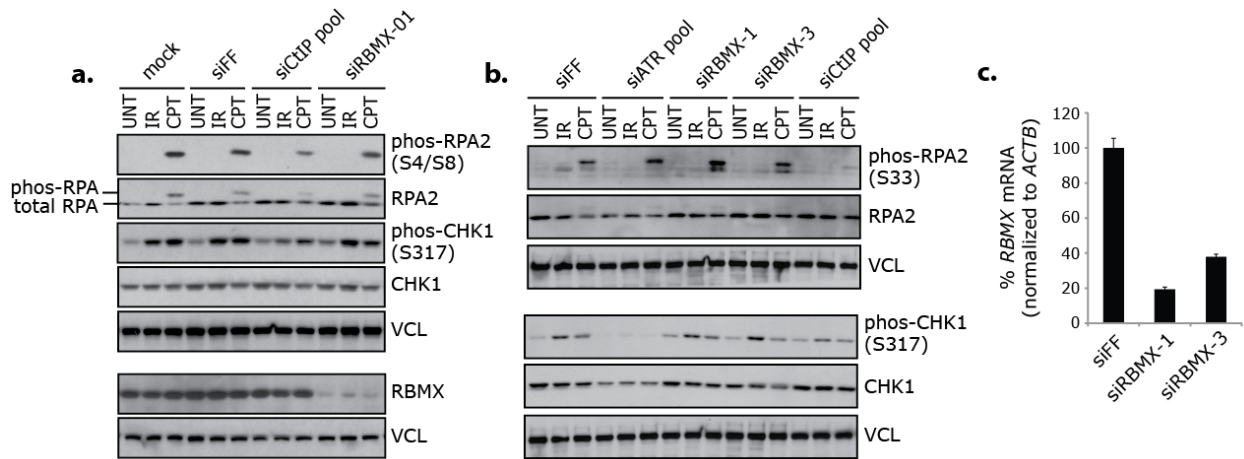 a.
mock siFF siCtIP pool siRBMX-01
UNT IR CPT UNT IR CPT UNT IR CPT UNT IR CPT
phos-RPA2
(S4/S8)
phos-RPA
total RPA
RPA2
phos-CHK1
(S317)
CHK1
VCL
RBMX
VCL
b.
siFF siATR pool siRBMX-1 siRBMX-3 siCtIP pool
UNT IR CPT UNT IR CPT UNT IR CPT UNT IR CPT UNT IR CPT
phos-RPA2
(S33)
RPA2
VCL
phos-CHK1
(S317)
CHK1
VCL
c.
% RBMX mRNA
(normalized to ACTB)
120
100
80
60
40
20
0
siFF siRBMX-1 siRBMX-3